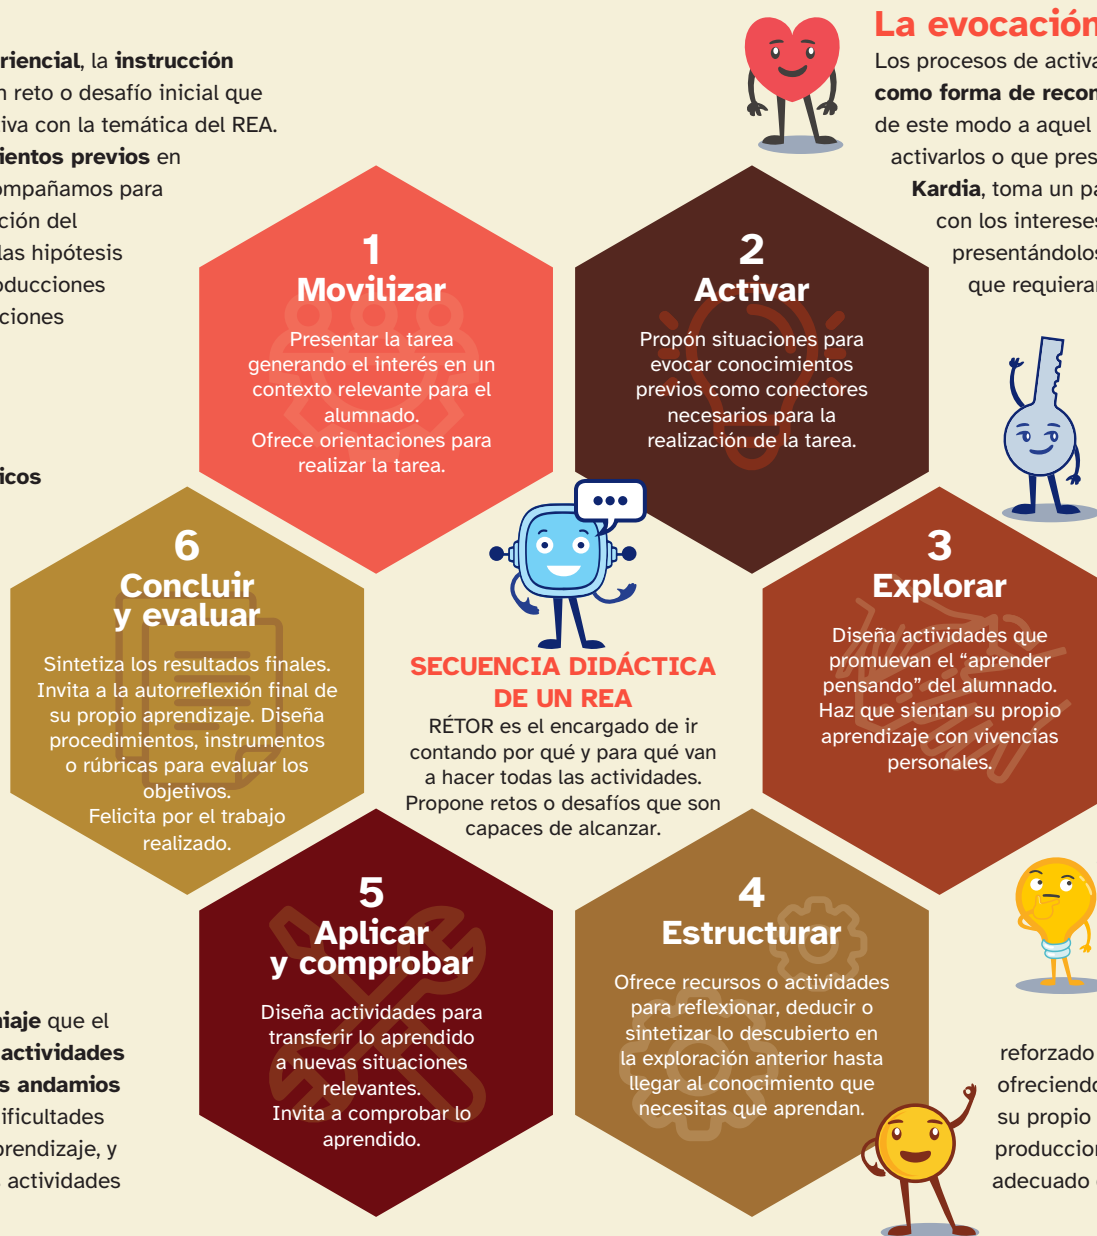 riencial, la instrucción
n reto o desafío inicial que
iva con la temática del REA.
ientos previos en
ompañamos para
ción del
las hipótesis
oducciones
ciones
icos
La evocación
Los procesos de activa
como forma de recon
de este modo a aquel
activarlos o que pres
Kardia, toma un pa
con los intereses
presentándolos
que requieran
1
Movilizar
Presentar la tarea
generando el interés en un
contexto relevante para el
alumnado.
Ofrece orientaciones para
realizar la tarea.
2
Activar
Propón situaciones para
evocar conocimientos
previos como conectores
necesarios para la
realización de la tarea.
3
Explorar
Diseña actividades que
promuevan el “aprender
pensando” del alumnado.
Haz que sientan su propio
aprendizaje con vivencias
personales.
6
Concluir
y evaluar
Sintetiza los resultados finales.
Invita a la autorreflexión final de
su propio aprendizaje. Diseña
procedimientos, instrumentos
o rúbricas para evaluar los
objetivos.
Felicita por el trabajo
realizado.
SECUENCIA DIDÁCTICA
DE UN REA
RÉTOR es el encargado de ir
contando por qué y para qué van
a hacer todas las actividades.
Propone retos o desafíos que son
capaces de alcanzar.
5
Aplicar
y comprobar
Diseña actividades para
transferir lo aprendido
a nuevas situaciones
relevantes.
Invita a comprobar lo
aprendido.
4
Estructurar
Ofrece recursos o actividades
para reflexionar, deducir o
sintetizar lo descubierto en
la exploración anterior hasta
llegar al conocimiento que
necesitas que aprendan.
niaje que el
actividades
s andamios
ificultades
prendizaje, y
actividades
reforzado
ofreciendo
su propio
produccion
adecuado